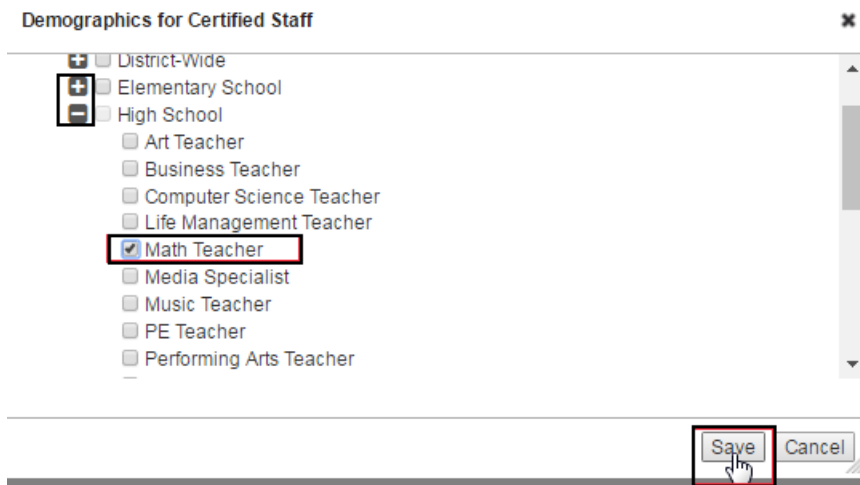 Demographics for Certified Staff
District-Wide
Elementary School
High School
Art Teacher
Business Teacher
Computer Science Teacher
Life Management Teacher
Math Teacher
Media Specialist
Music Teacher
PE Teacher
Performing Arts Teacher
Save Cancel